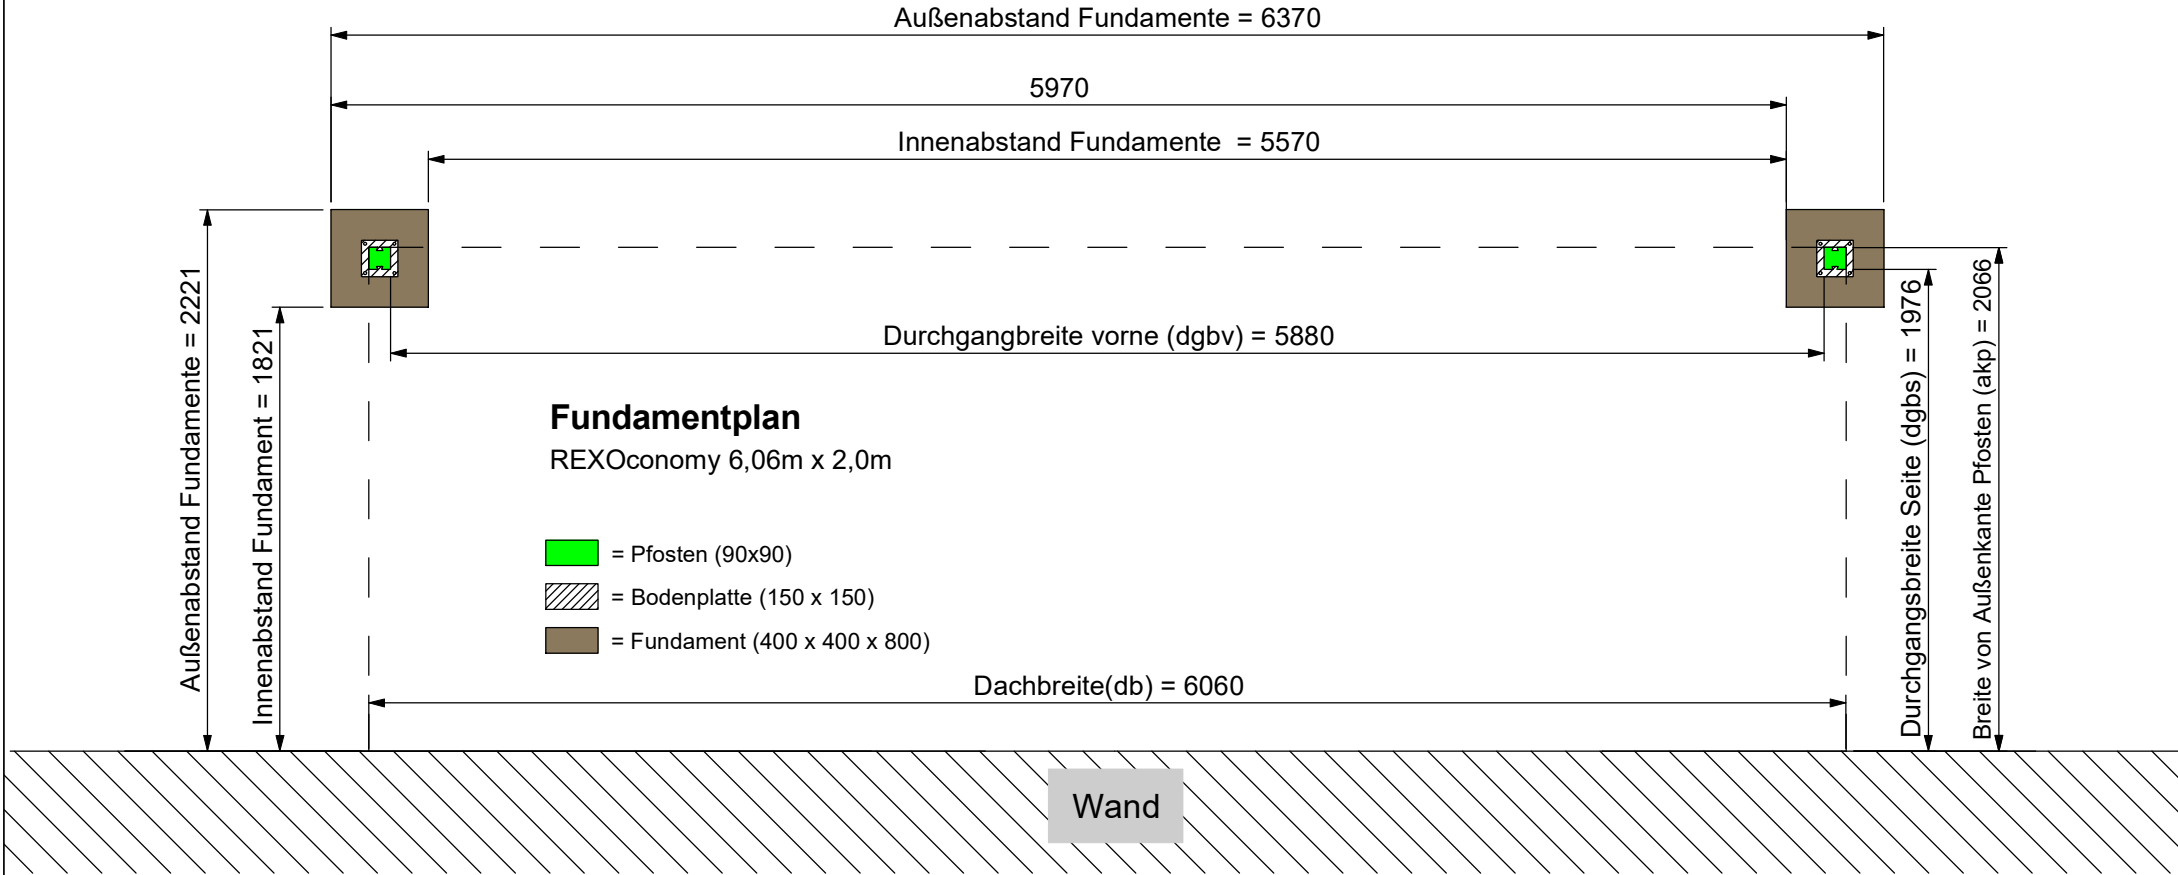 Außenabstand Fundamente = 6370
5970
Innenabstand Fundamente = 5570
Außenabstand Fundamente = 2221
Innenabstand Fundament = 1821
Durchgangbreite vorne (dgbv) = 5880
Durchgangsbreite Seite (dgbs) = 1976
Breite von Außenkante Pfosten (akp) = 2066
Fundamentplan
REXOconomy 6,06m x 2,0m
= Pfosten (90x90)
= Bodenplatte (150 x 150)
= Fundament (400 x 400 x 800)
Dachbreite(db) = 6060
Wand